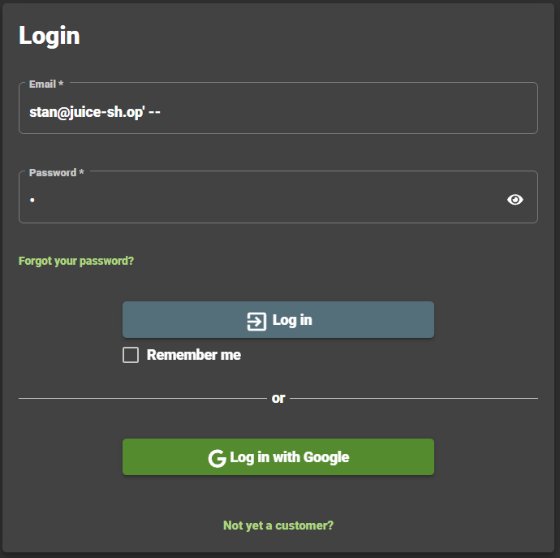 Login
Email *
stan@juice-sh.op' --
Password *
•
Forgot your password?
Log in
Remember me
or
G Log in with Google
Not yet a customer?